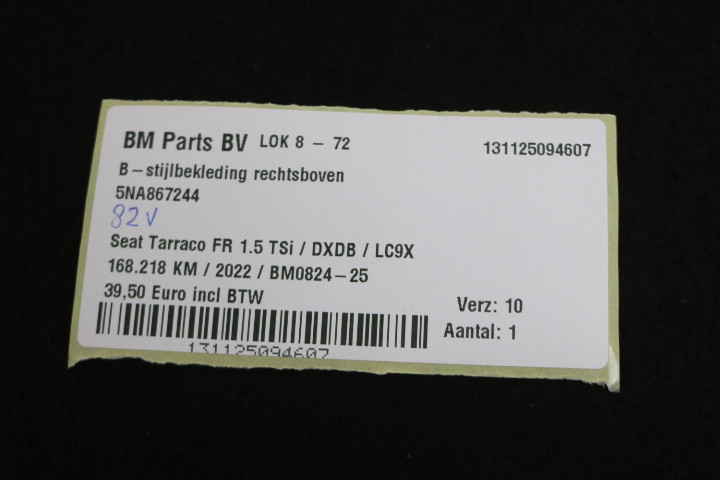 BM Parts BV LOK 8 - 72 131125094607
B-stijlbekleding rechtsboven
5NA867244
82V
Seat Tarraco FR 1.5 TSi / DXDB / LC9X
168.218 KM / 2022 / BM0824-25
39,50 Euro incl BTW
Verz: 10
Aantal: 1
131125094607